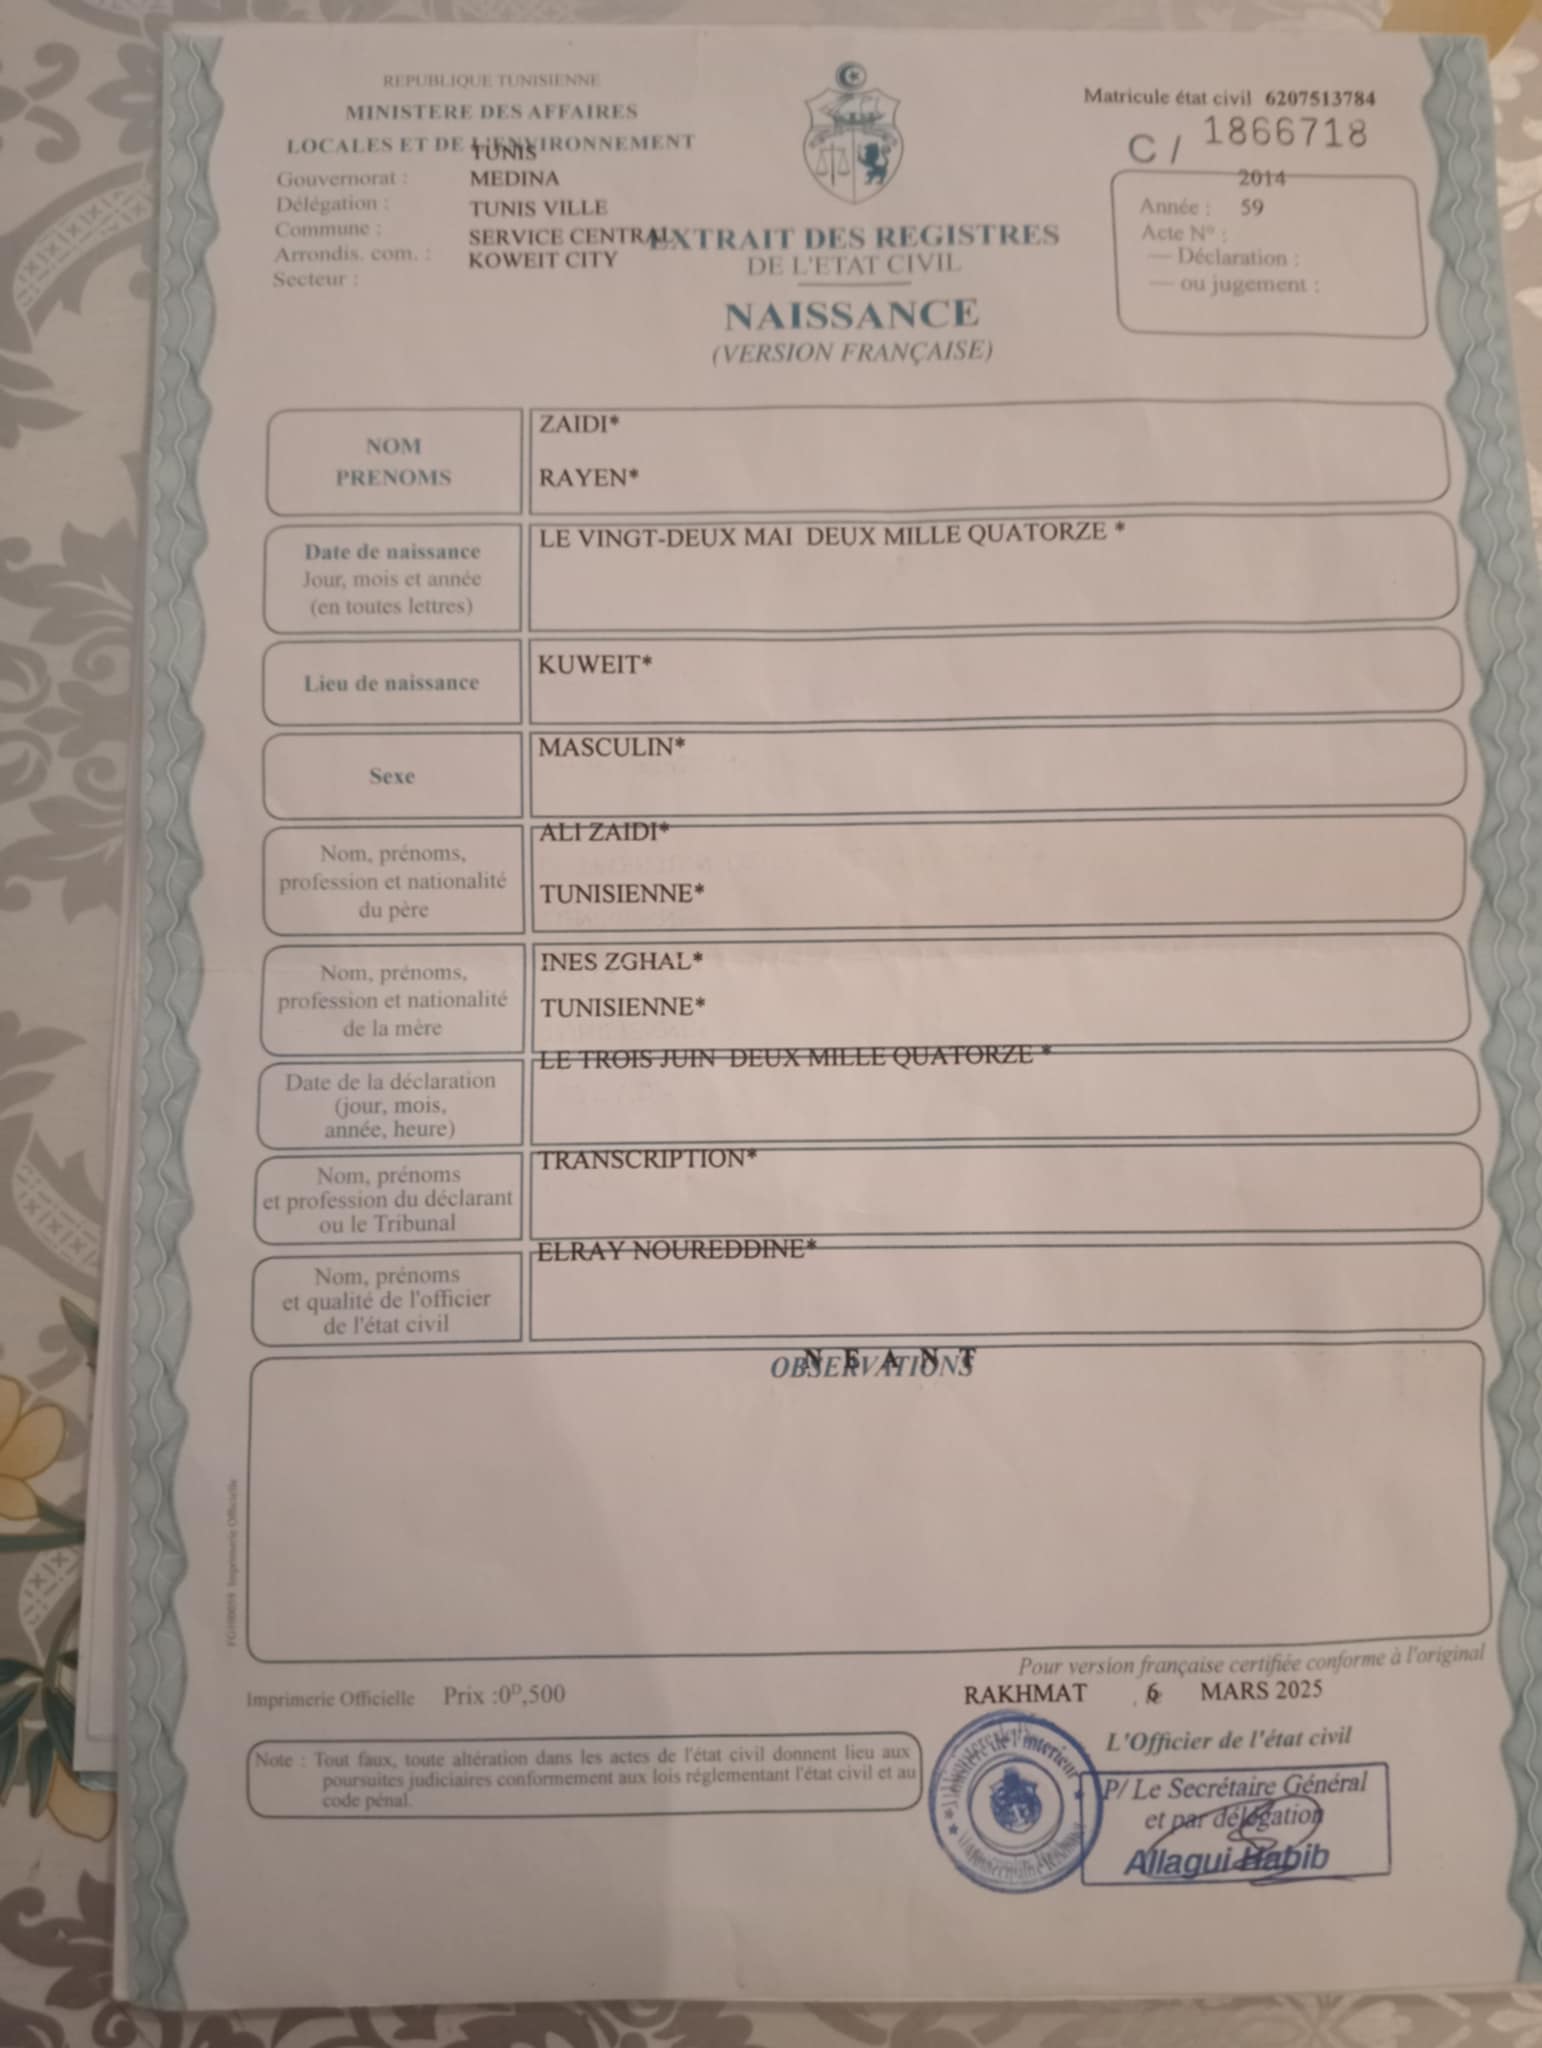 REPUBLIQUE TUNISIENNE
MINISTERE DES AFFAIRES
LOCALES ET DE L'ENVIRONNEMENT
Gouvernorat : TUNIS
Délégation : MEDINA
Commune : TUNIS VILLE
Arrondis. com. : SERVICE CENTRAL
Secteur : KOWEIT CITY
Matricule état civil 6207513784
C / 1866718
Année : 2014
Acte N° : 59
— Déclaration :
— ou jugement :
EXTRAIT DES REGISTRES
DE L'ETAT CIVIL
NAISSANCE
(VERSION FRANÇAISE)
NOM
PRENOMS
ZAIDI*
RAYEN*
Date de naissance
Jour, mois et année
(en toutes lettres)
LE VINGT-DEUX MAI DEUX MILLE QUATORZE *
Lieu de naissance
KUWEIT*
Sexe
MASCULIN*
Nom, prénoms,
profession et nationalité
du père
ALI ZAIDI*
TUNISIENNE*
Nom, prénoms,
profession et nationalité
de la mère
INES ZGHAL*
TUNISIENNE*
Date de la déclaration
(jour, mois,
année, heure)
LE TROIS JUIN DEUX MILLE QUATORZE *
Nom, prénoms
et profession du déclarant
ou le Tribunal
TRANSCRIPTION*
Nom, prénoms
et qualité de l'officier
de l'état civil
ELRAY NOUREDDINE*
OBSERVATIONS
N E A N T
Imprimerie Officielle
Pour version française certifiée conforme à l'original
Imprimerie Officielle Prix :0ᴰ,500
RAKHMAT 6 MARS 2025
L'Officier de l'état civil
Note : Tout faux, toute altération dans les actes de l'état civil donnent lieu aux
poursuites judiciaires conformement aux lois réglementant l'état civil et au
code pénal.
Ministère de l'intérieur
P/ Le Secrétaire Général
et par délégation
Allagui Habib